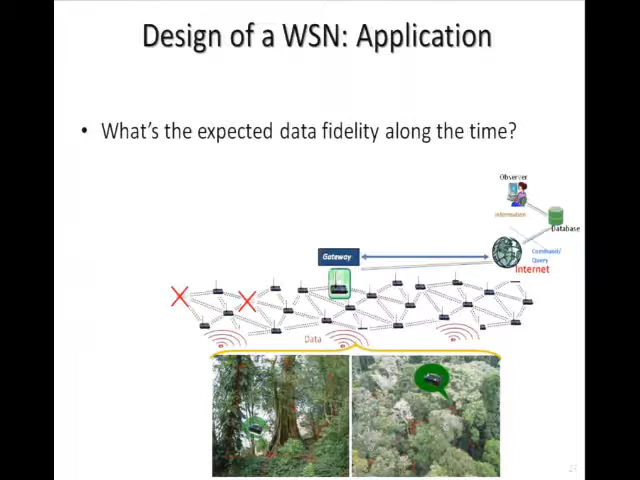 Design of a WSN: Application
• What's the expected data fidelity along the time?
Observer
Information
Database
Gateway
Command/
Query
Internet
Data